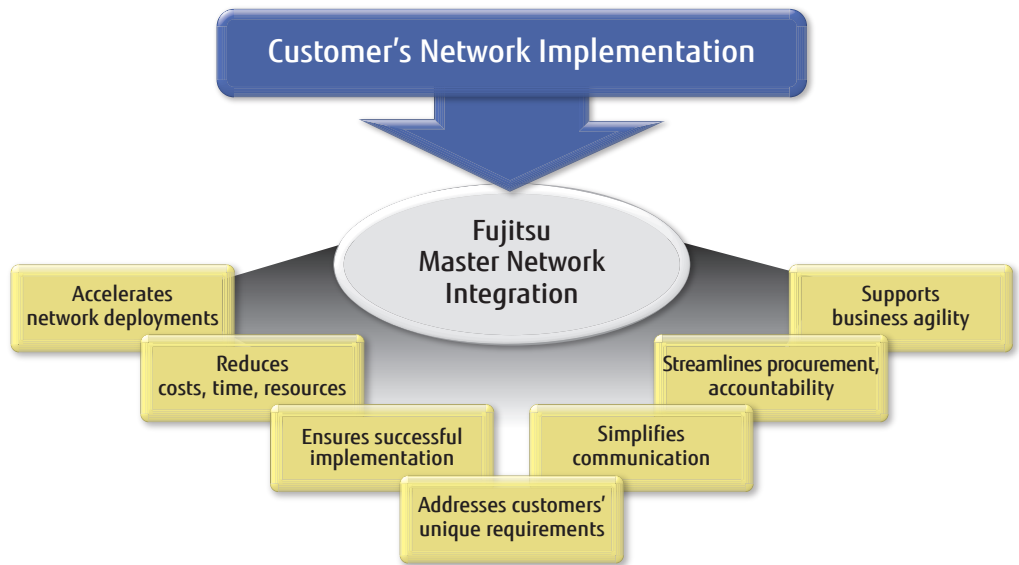 Customer’s Network Implementation
Fujitsu
Master Network
Integration
Accelerates
network deployments
Reduces
costs, time, resources
Ensures successful
implementation
Addresses customers’
unique requirements
Simplifies
communication
Streamlines procurement,
accountability
Supports
business agility